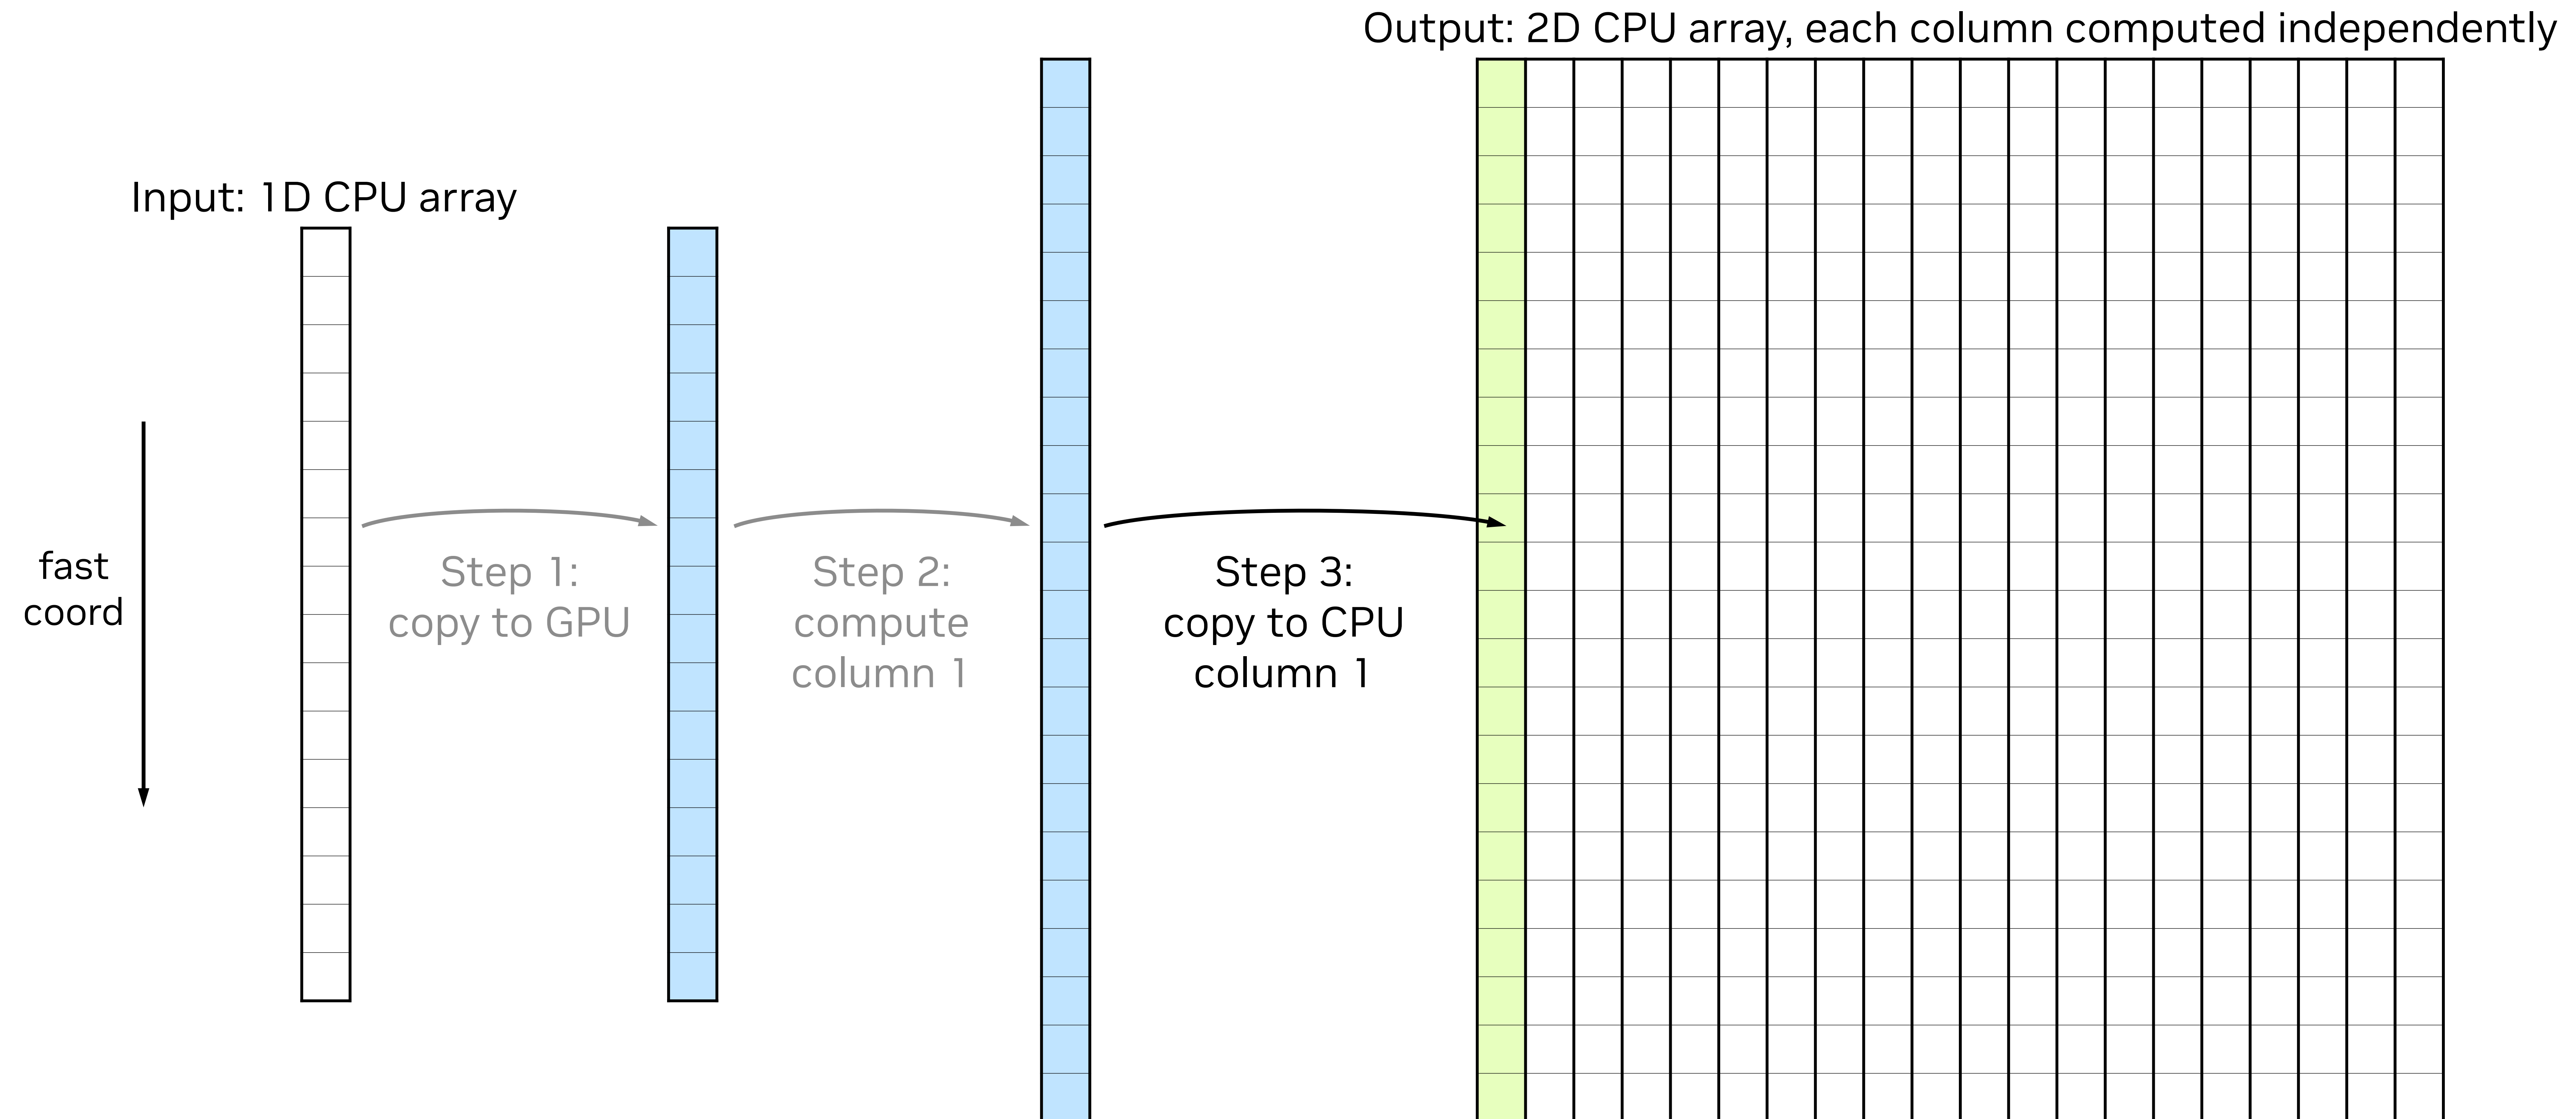 Output: 2D CPU array, each column computed independently
Input: 1D CPU array
fast
coord
Step 1:
copy to GPU
Step 2:
compute
column 1
Step 3:
copy to CPU
column 1